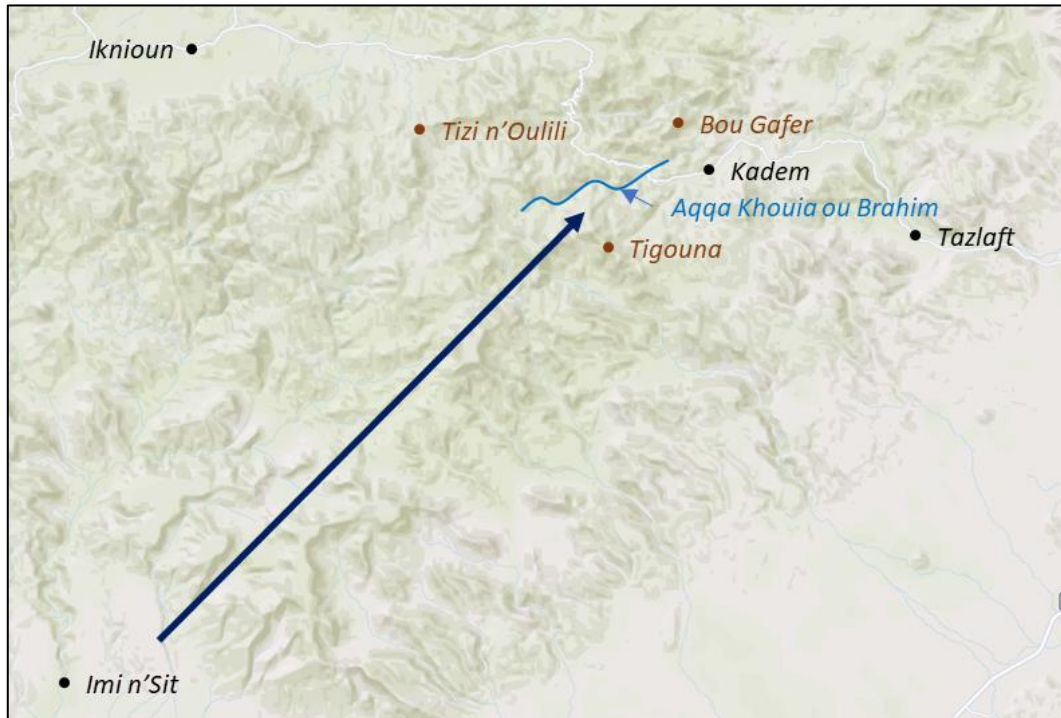 Iknioun
Tizi n’Oulili
Bou Gafer
Kadem
Aqqa Khouia ou Brahim
Tazlaft
Tigouna
Imi n’Sit